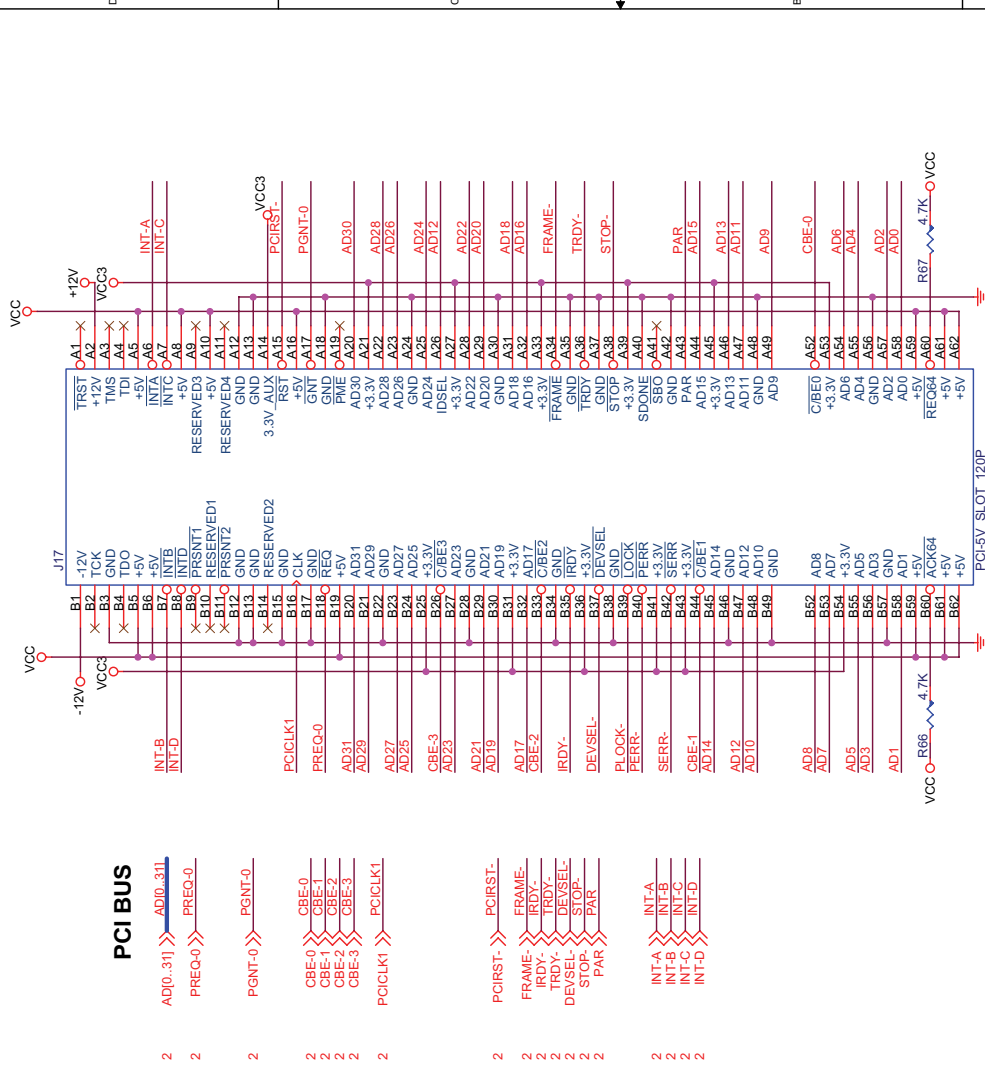 D
C
B
PCI BUS
2 AD[0..31] AD[0..31]
2 PREQ-0 PREQ-0
2 PGNT-0 PGNT-0
2 CBE-0 CBE-0
2 CBE-1 CBE-1
2 CBE-2 CBE-2
2 CBE-3 CBE-3
2 PCICLK1 PCICLK1
2 PCIRST- PCIRST-
2 FRAME- FRAME-
2 IRDY- IRDY-
2 TRDY- TRDY-
2 DEVSEL- DEVSEL-
2 STOP- STOP-
2 PAR PAR
2 INT-A INT-A
2 INT-B INT-B
2 INT-C INT-C
2 INT-D INT-D
VCC
-12V
VCC3
INT-B
INT-D
PCICLK1
PREQ-0
AD31
AD29
AD27
AD25
CBE-3
AD23
AD21
AD19
AD17
CBE-2
IRDY-
DEVSEL-
PLOCK-
PERR-
SERR-
CBE-1
AD14
AD12
AD10
AD8
AD7
AD5
AD3
AD1
VCC R66 4.7K
J17
B1 -12V
B2 TCK
B3 GND
B4 TDO
B5 +5V
B6 +5V
B7 INTB
B8 INTD
B9 PRSNT1
B10 RESERVED1
B11 PRSNT2
B12 GND
B13 GND
B14 RESERVED2
B15 GND
B16 CLK
B17 GND
B18 REQ
B19 +5V
B20 AD31
B21 AD29
B22 GND
B23 AD27
B24 AD25
B25 +3.3V
B26 C/BE3
B27 AD23
B28 GND
B29 AD21
B30 AD19
B31 +3.3V
B32 AD17
B33 C/BE2
B34 GND
B35 IRDY
B36 +3.3V
B37 DEVSEL
B38 GND
B39 LOCK
B40 PERR
B41 +3.3V
B42 SERR
B43 +3.3V
B44 C/BE1
B45 AD14
B46 GND
B47 AD12
B48 AD10
B49 GND
B52 AD8
B53 AD7
B54 +3.3V
B55 AD5
B56 AD3
B57 GND
B58 AD1
B59 +5V
B60 ACK64
B61 +5V
B62 +5V
TRST A1
+12V A2
TMS A3
TDI A4
+5V A5
INTA A6
INTC A7
+5V A8
RESERVED3 A9
+5V A10
RESERVED4 A11
GND A12
GND A13
3.3V_AUX A14
RST A15
+5V A16
GNT A17
GND A18
PME A19
AD30 A20
+3.3V A21
AD28 A22
AD26 A23
GND A24
AD24 A25
IDSEL A26
+3.3V A27
AD22 A28
AD20 A29
GND A30
AD18 A31
AD16 A32
+3.3V A33
FRAME A34
GND A35
TRDY A36
GND A37
STOP A38
+3.3V A39
SDONE A40
SBO A41
GND A42
PAR A43
AD15 A44
+3.3V A45
AD13 A46
AD11 A47
GND A48
AD9 A49
C/BE0 A52
+3.3V A53
AD6 A54
AD4 A55
GND A56
AD2 A57
AD0 A58
+5V A59
REQ64 A60
+5V A61
+5V A62
PCI-5V SLOT 120P
VCC
+12V
VCC3
INT-A
INT-C
VCC3
PCIRST-
PGNT-0
AD30
AD28
AD26
AD24
AD12
AD22
AD20
AD18
AD16
FRAME-
TRDY-
STOP-
PAR
AD15
AD13
AD11
AD9
CBE-0
AD6
AD4
AD2
AD0
R67 4.7K VCC